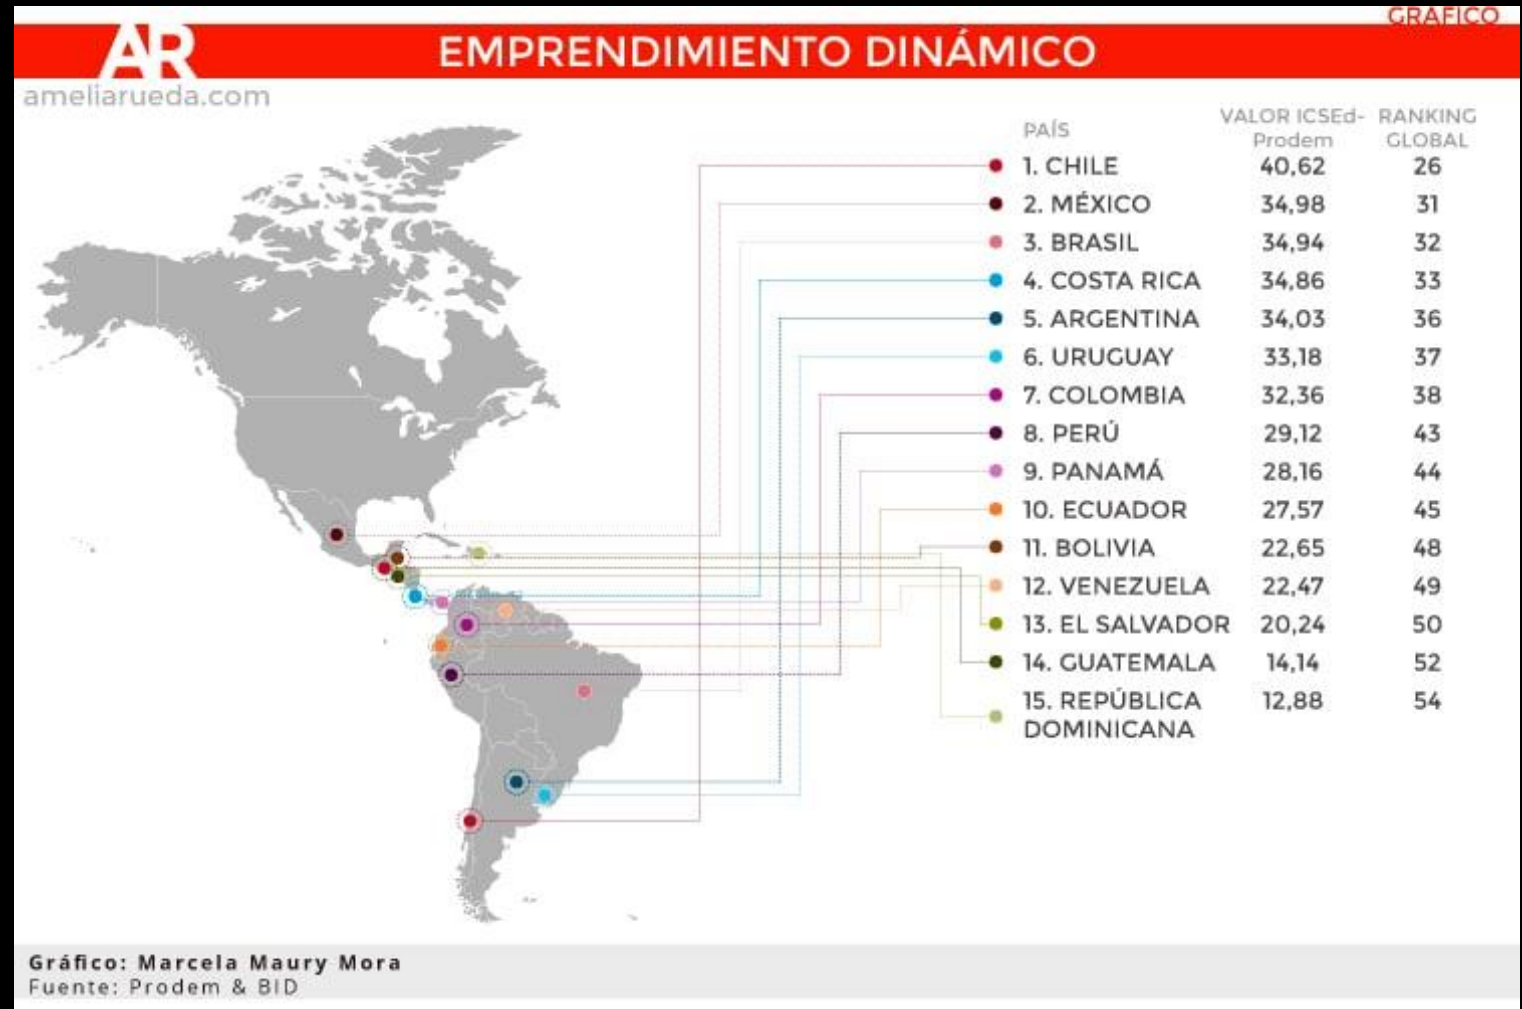 GRÁFICO
AR
EMPRENDIMIENTO DINÁMICO
ameliarueda.com
PAÍS VALOR ICSEd-Prodem RANKING GLOBAL
1. CHILE 40,62 26
2. MÉXICO 34,98 31
3. BRASIL 34,94 32
4. COSTA RICA 34,86 33
5. ARGENTINA 34,03 36
6. URUGUAY 33,18 37
7. COLOMBIA 32,36 38
8. PERÚ 29,12 43
9. PANAMÁ 28,16 44
10. ECUADOR 27,57 45
11. BOLIVIA 22,65 48
12. VENEZUELA 22,47 49
13. EL SALVADOR 20,24 50
14. GUATEMALA 14,14 52
15. REPÚBLICA 12,88 54
DOMINICANA
Gráfico: Marcela Maury Mora
Fuente: Prodem & BID